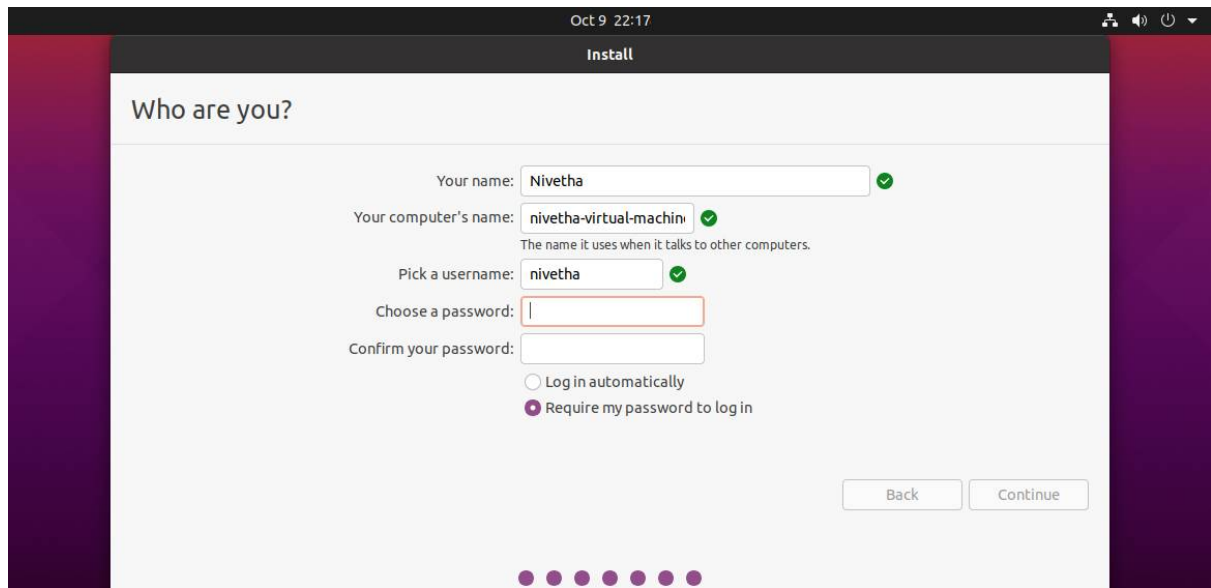 Oct 9 22:17
Install
Who are you?
Your name: Nivetha
Your computer's name: nivetha-virtual-machin
The name it uses when it talks to other computers.
Pick a username: nivetha
Choose a password:
Confirm your password:
Log in automatically
Require my password to log in
Back Continue